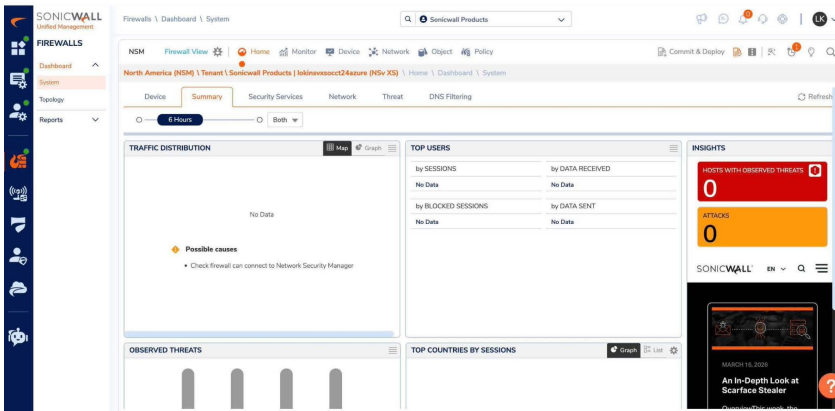 SONICWALL
Unified Management
Firewalls \ Dashboard \ System
Sonicwall Products
LK
FIREWALLS
Dashboard
System
Topology
Reports
NSM Firewall View Home Monitor Device Network Object Policy Commit & Deploy
North America (NSM) \ Tenant \ Sonicwall Products | lokinsvxsocct24azure (NSv XS) \ Home \ Dashboard \ System
Device Summary Security Services Network Threat DNS Filtering Refresh
6 Hours Both
TRAFFIC DISTRIBUTION Map Graph
No Data
Possible causes
• Check firewall can connect to Network Security Manager
TOP USERS
by SESSIONS by DATA RECEIVED
No Data No Data
by BLOCKED SESSIONS by DATA SENT
No Data No Data
INSIGHTS
HOSTS WITH OBSERVED THREATS
0
ATTACKS
0
SONICWALL EN
MARCH 16, 2026
An In-Depth Look at
Scarface Stealer
OverviewThis week, the
OBSERVED THREATS
TOP COUNTRIES BY SESSIONS Graph List
?